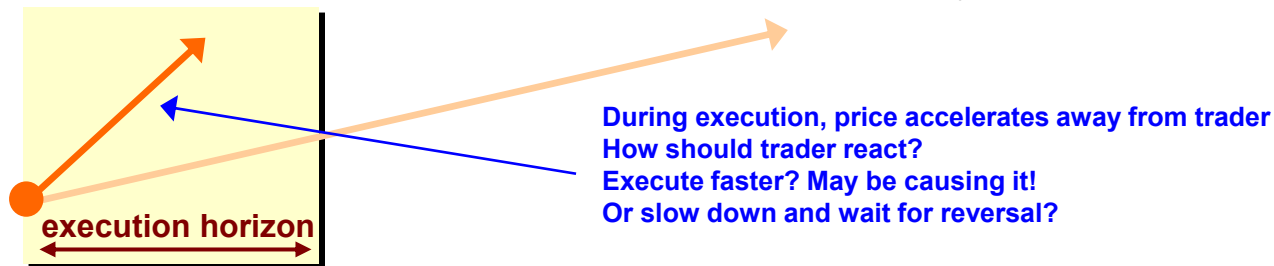 During execution, price accelerates away from trader
How should trader react?
Execute faster? May be causing it!
Or slow down and wait for reversal?
execution horizon